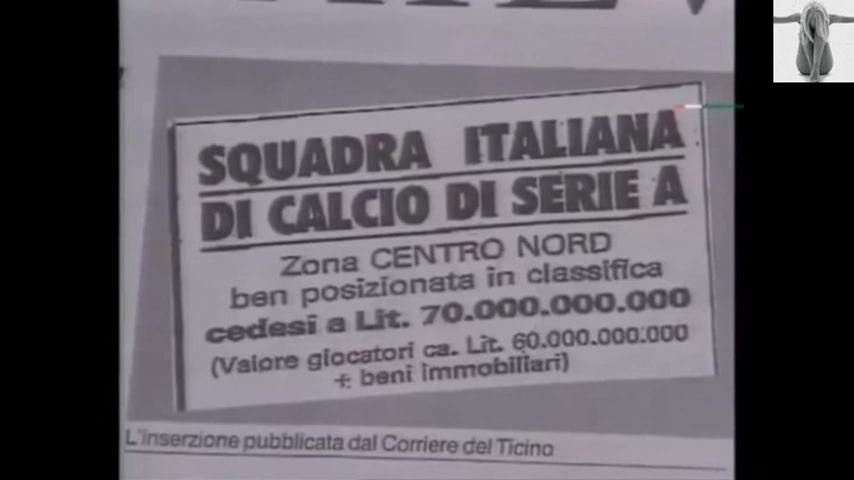 SQUADRA ITALIANA
DI CALCIO DI SERIE A
Zona CENTRO NORD
ben posizionata in classifica
cedesi a Lit. 70.000.000.000
(Valore giocatori ca. Lit. 60.000.000.000
+ beni immobiliari)
L'inserzione pubblicata dal Corriere del Ticino